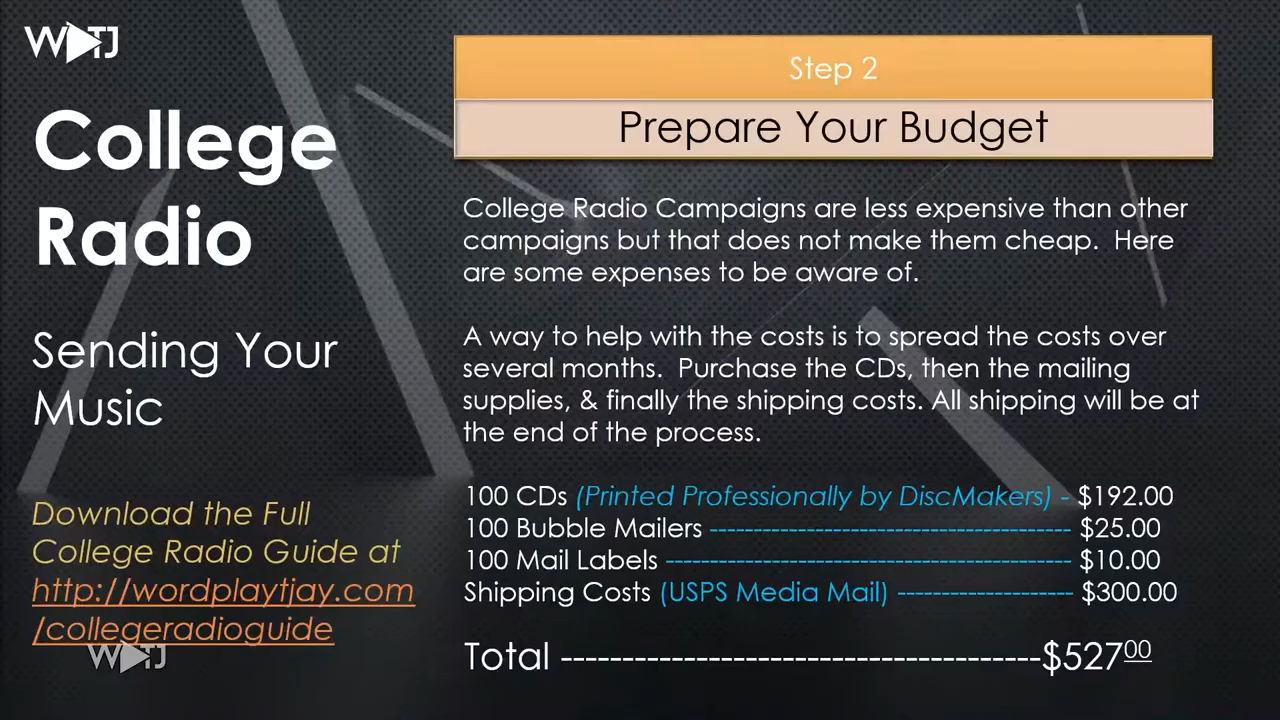 W▶TJ
College
Radio
Sending Your
Music
Download the Full
College Radio Guide at
http://wordplaytjay.com
/collegeradioguide
W▶TJ
Step 2
Prepare Your Budget
College Radio Campaigns are less expensive than other
campaigns but that does not make them cheap.  Here
are some expenses to be aware of.
A way to help with the costs is to spread the costs over
several months.  Purchase the CDs, then the mailing
supplies, & finally the shipping costs. All shipping will be at
the end of the process.
100 CDs (Printed Professionally by DiscMakers) - $192.00
100 Bubble Mailers ---------------------------------------- $25.00
100 Mail Labels --------------------------------------------- $10.00
Shipping Costs (USPS Media Mail) -------------------- $300.00
Total ---------------------------------------$52700